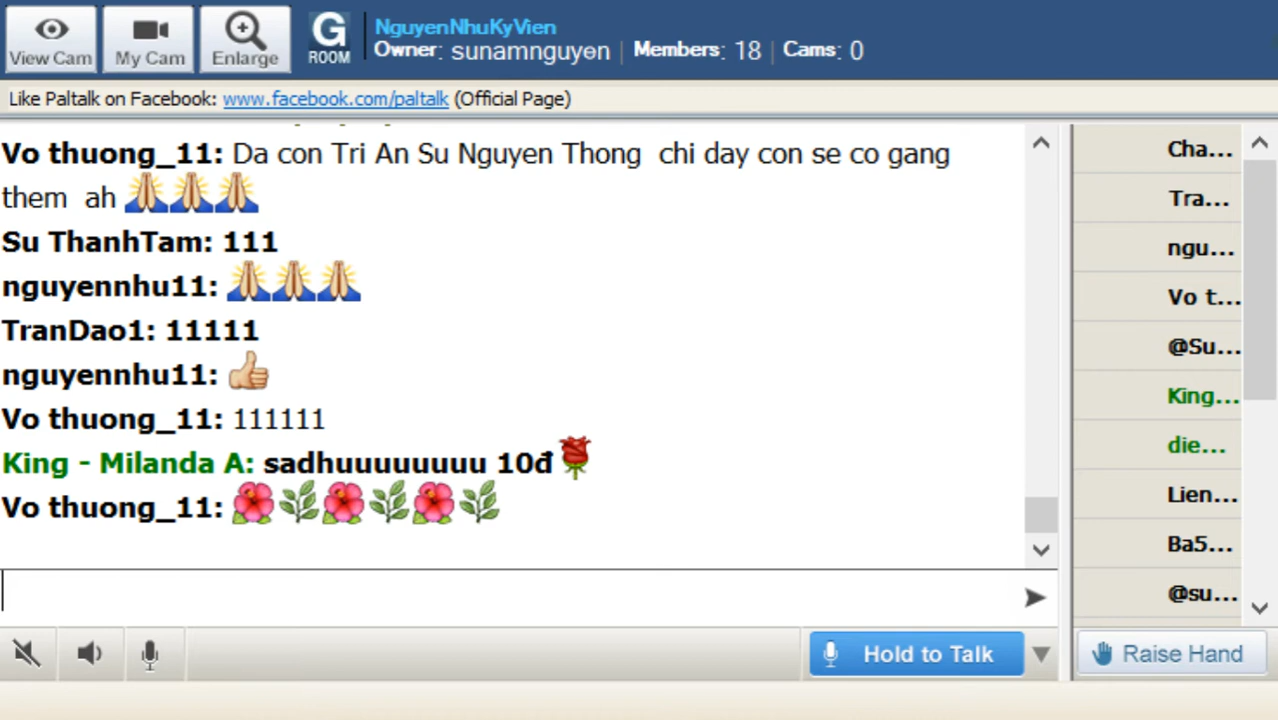 View Cam
My Cam
Enlarge
G
ROOM
NguyenNhuKyVien
Owner: sunamnguyen | Members: 18 | Cams: 0
Like Paltalk on Facebook: www.facebook.com/paltalk (Official Page)
Vo thuong_11: Da con Tri An Su Nguyen Thong chi day con se co gang
them ah 🙏🙏🙏
Su ThanhTam: 111
nguyennhu11: 🙏🙏🙏
TranDao1: 11111
nguyennhu11: 👍
Vo thuong_11: 111111
King - Milanda A: sadhuuuuuuuu 10đ🌹
Vo thuong_11: 🌺🌿🌺🌿🌺🌿
Cha...
Tra...
ngu...
Vo t...
@Su...
King...
die...
Lien...
Ba5...
@su...
Hold to Talk
Raise Hand